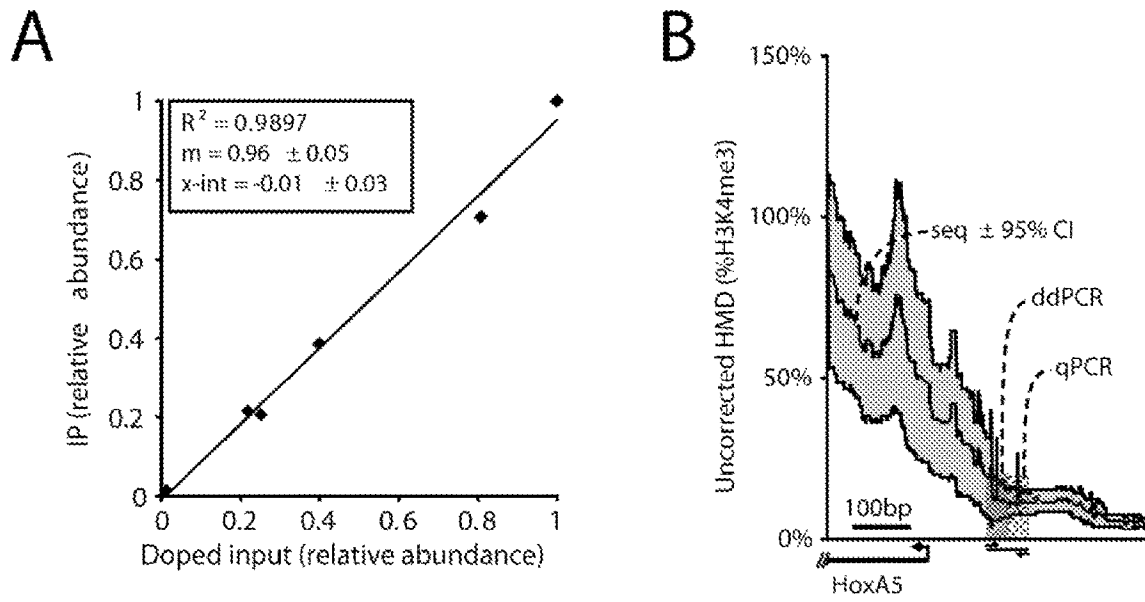 A
IP (relative abundance)
1
0.8
0.6
0.4
0.2
0
R² = 0.9897
m = 0.96 ± 0.05
x-int = -0.01 ± 0.03
0
0.2
0.4
0.6
0.8
1
Doped input (relative abundance)
B
Uncorrected HMD (%H3K4me3)
150%
100%
50%
0%
seq ± 95% CI
ddPCR
qPCR
100bp
HoxA5